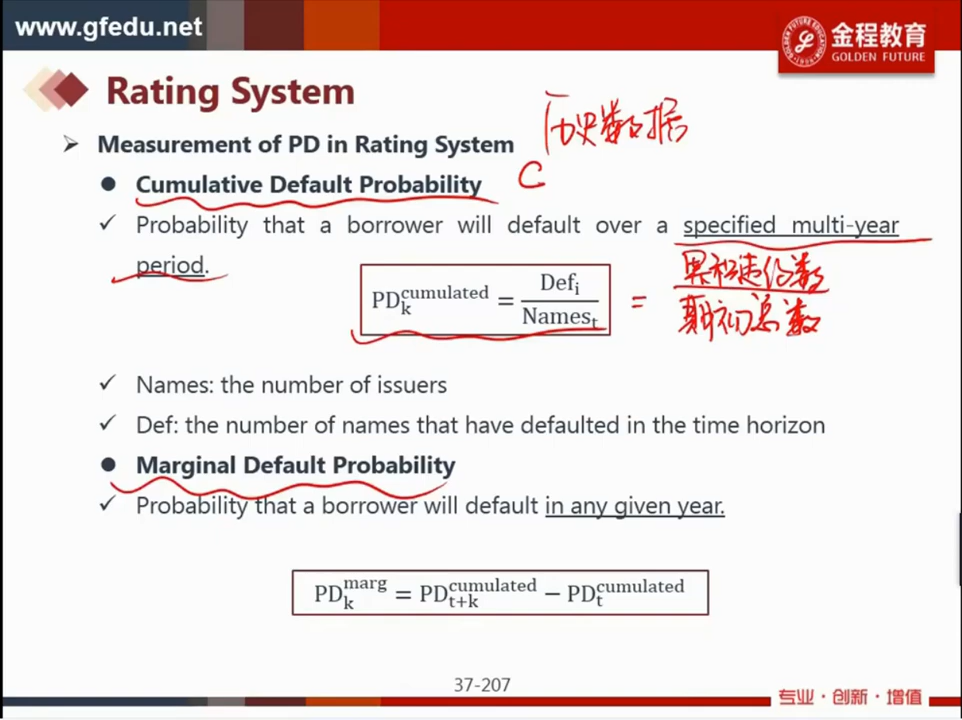 www.gfedu.net
金程教育
GOLDEN FUTURE
Rating System
历史数据
➢ Measurement of PD in Rating System
● Cumulative Default Probability C
✓ Probability that a borrower will default over a specified multi-year
period.
PD_k^cumulated = Def_i / Names_t = 累积违约数 / 期初总数
✓ Names: the number of issuers
✓ Def: the number of names that have defaulted in the time horizon
● Marginal Default Probability
✓ Probability that a borrower will default in any given year.
PD_k^marg = PD_t+k^cumulated − PD_t^cumulated
37-207
专业·创新·增值